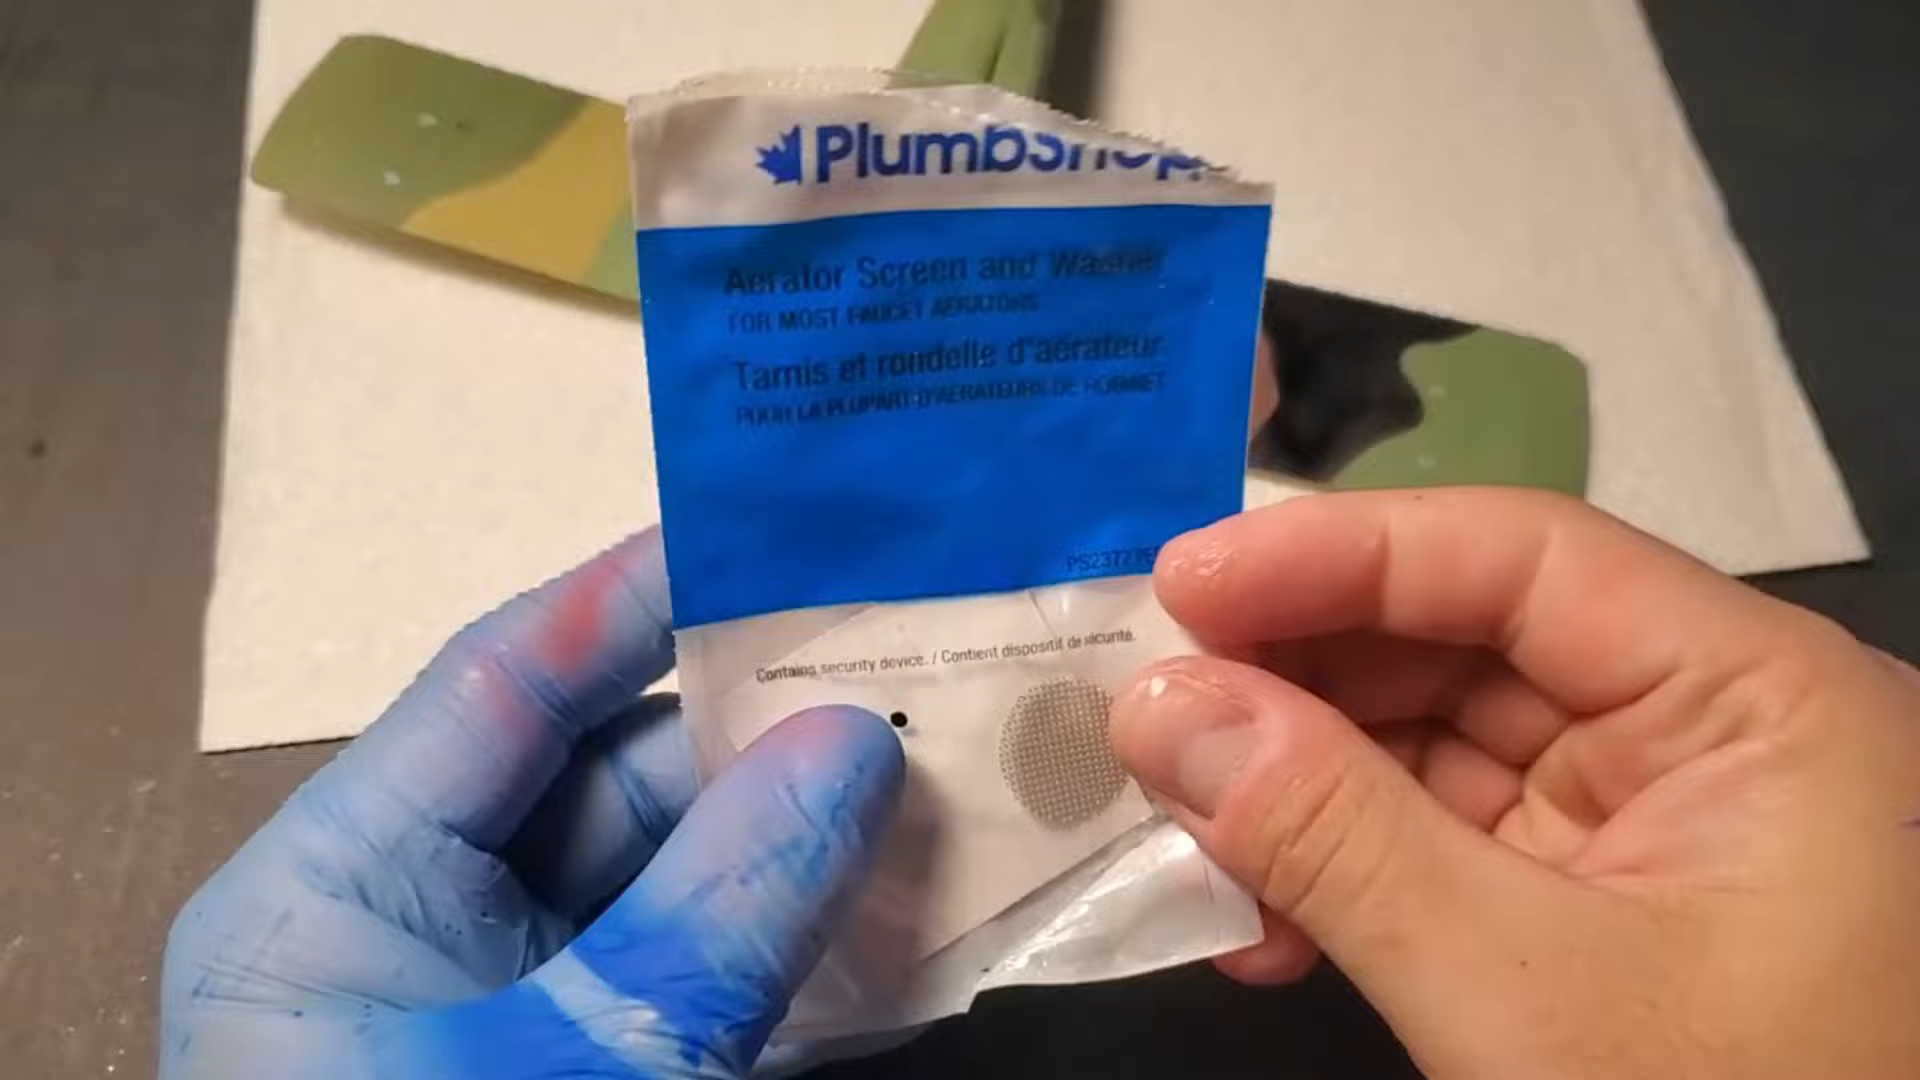 PlumbShop
Aerator Screen and Washer
FOR MOST FAUCET AERATORS
Tamis et rondelle d'aérateur
POUR LA PLUPART D'AÉRATEURS DE ROBINET
Contains security device. / Contient dispositif de sécurité.